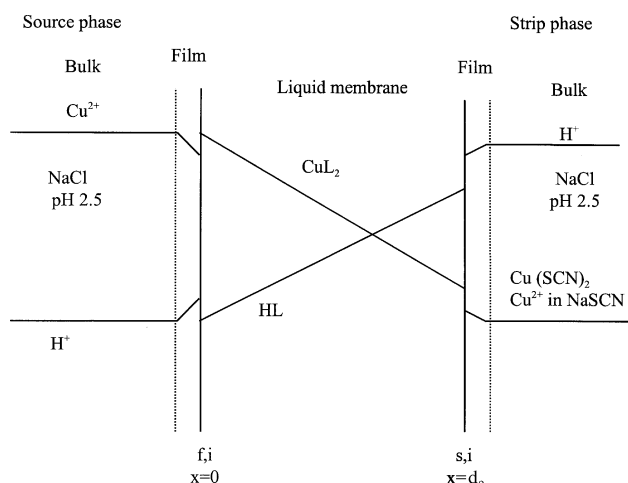 Source phase
Strip phase
Film
Film
Bulk
Liquid membrane
Bulk
Cu²⁺
H⁺
CuL₂
NaCl
pH 2.5
NaCl
pH 2.5
Cu (SCN)₂
Cu²⁺ in NaSCN
HL
H⁺
f,i
x=0
s,i